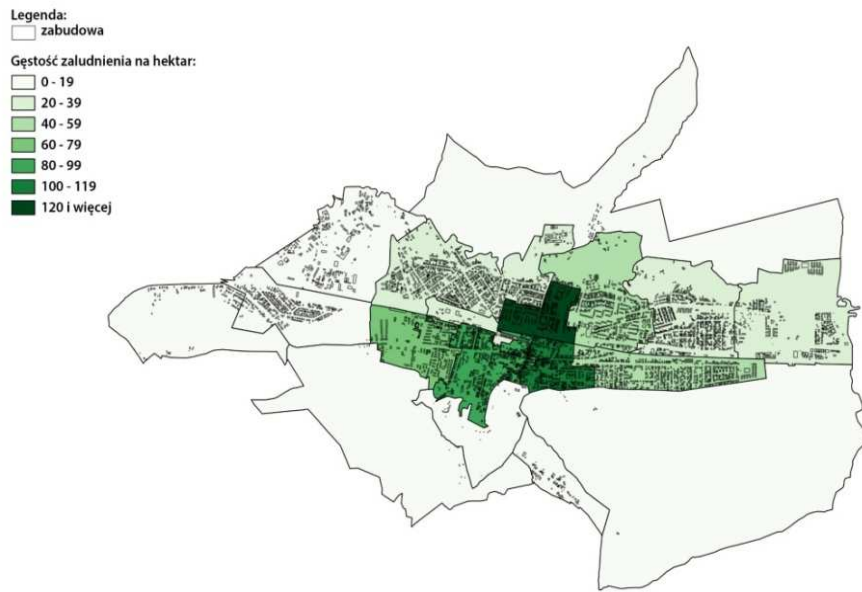 Legenda:
zabudowa
Gęstość zaludnienia na hektar:
0 - 19
20 - 39
40 - 59
60 - 79
80 - 99
100 - 119
120 i więcej